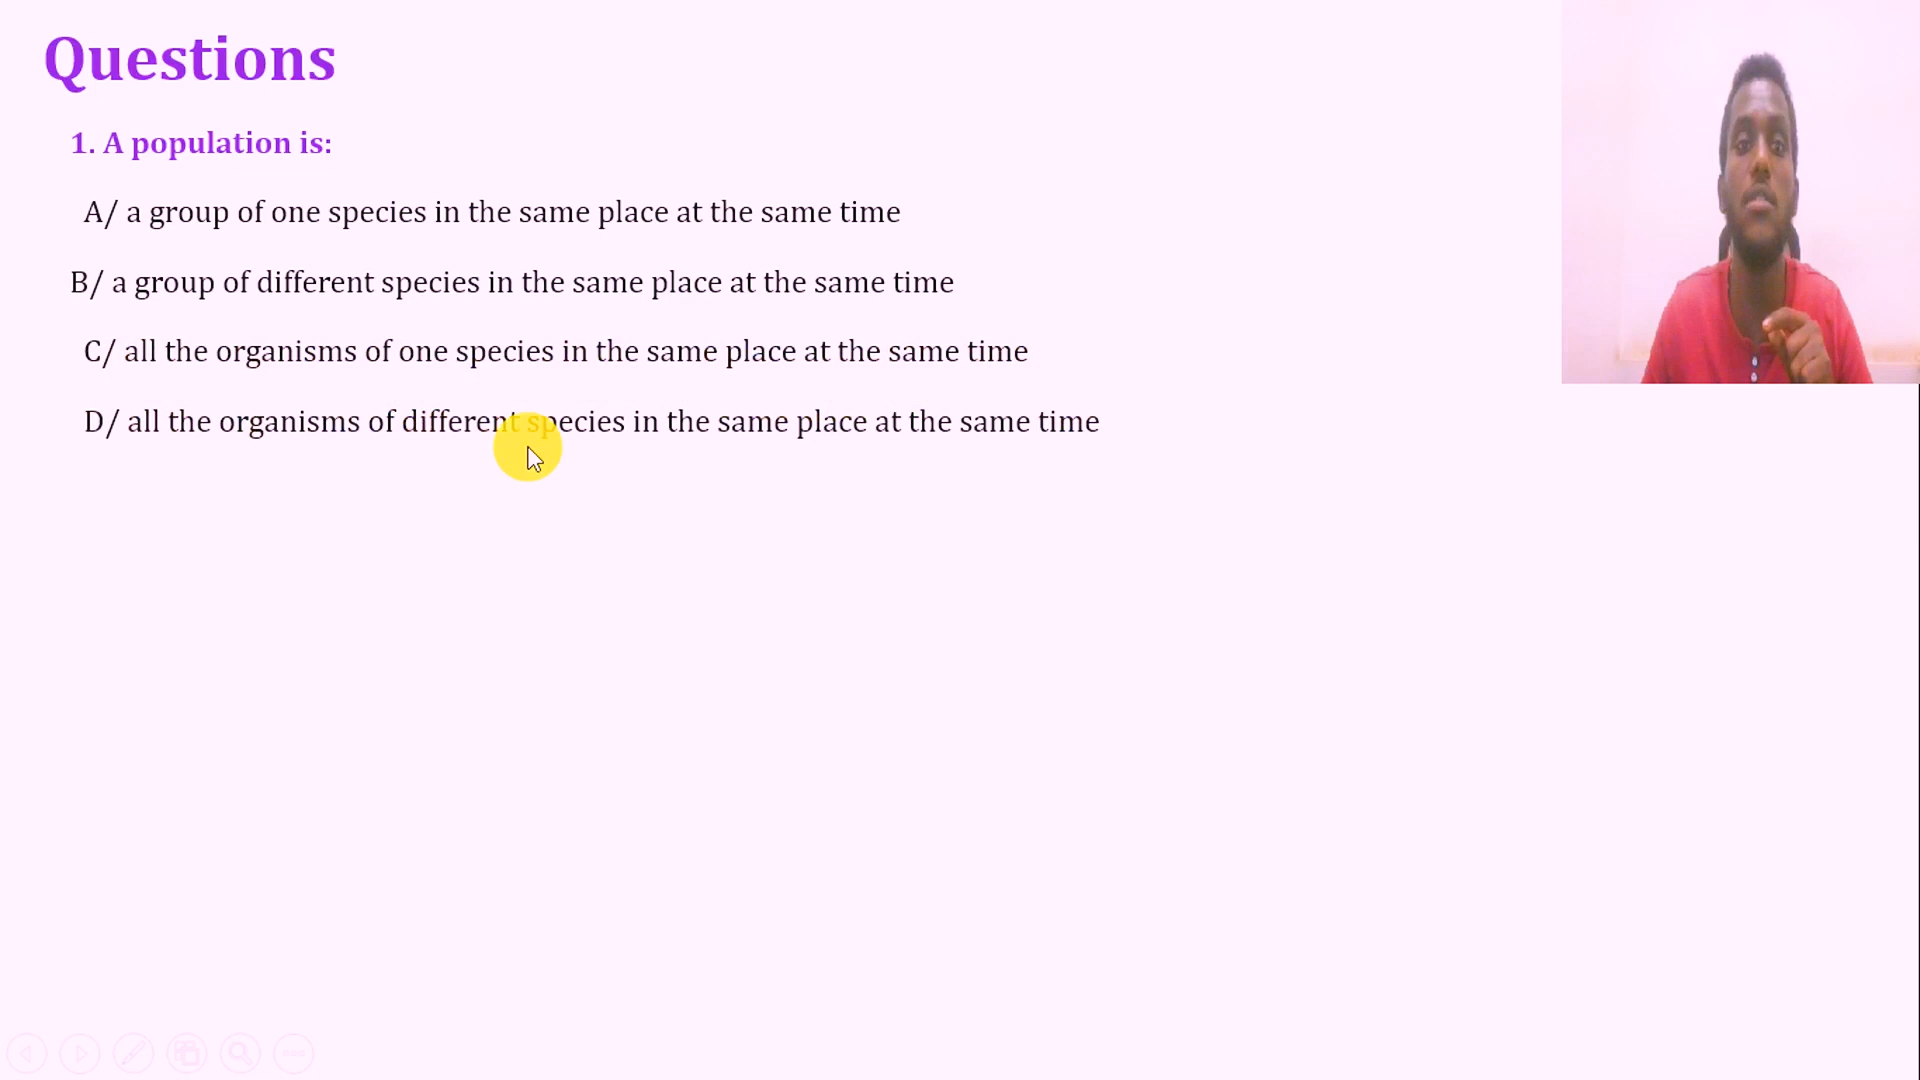 Questions
1. A population is:
A/ a group of one species in the same place at the same time
B/ a group of different species in the same place at the same time
C/ all the organisms of one species in the same place at the same time
D/ all the organisms of different species in the same place at the same time